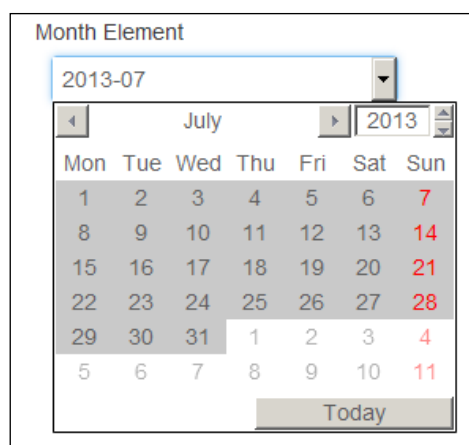 Month Element
2013-07
July 2013
Mon Tue Wed Thu Fri Sat Sun
1 2 3 4 5 6 7
8 9 10 11 12 13 14
15 16 17 18 19 20 21
22 23 24 25 26 27 28
29 30 31 1 2 3 4
5 6 7 8 9 10 11
Today